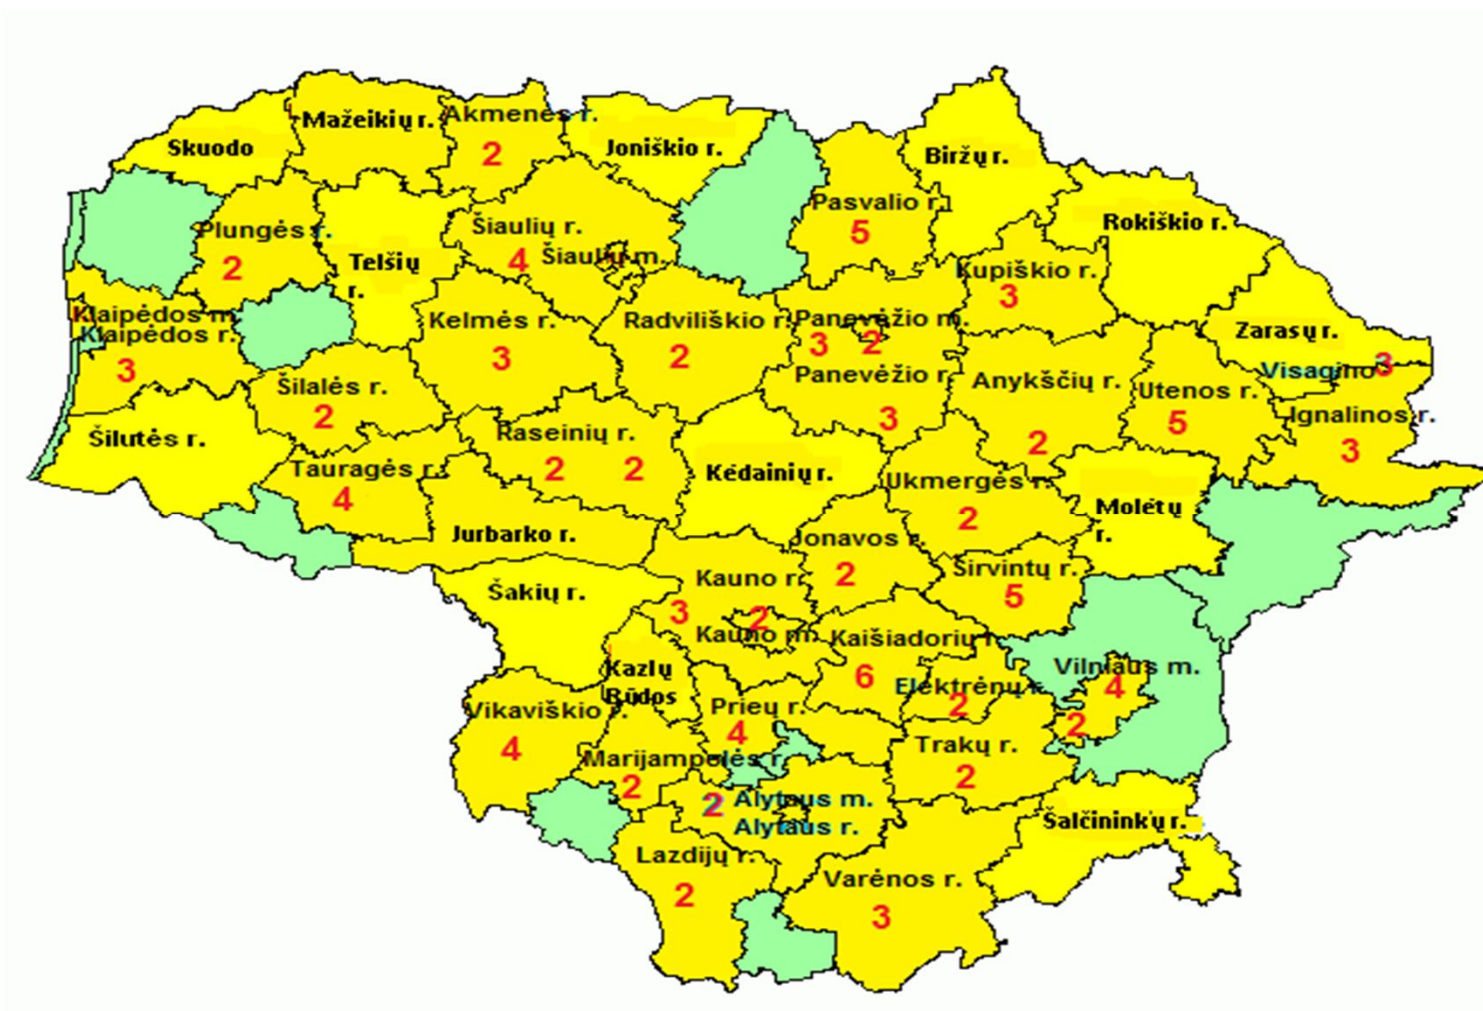 Mažeikių r.
Akmenės r.
2
Skuodo
Joniškio r.
Biržų r.
Plungės r.
2
Šiaulių r.
4
Šiaulių m.
Pasvalio r.
5
Rokiškio r.
Telšių
r.
Kupiškio r.
3
Klaipėdos m.
Klaipėdos r.
3
Kelmės r.
3
Radviliškio r.
2
Panevėžio m.
3 2
Panevėžio r.
3
Zarasų r.
Visagino
3
Anykščių r.
2
Utenos r.
5
Ignalinos r.
3
Šilalės r.
2
Šilutės r.
Raseinių r.
2 2
Tauragės r.
4
Kėdainių r.
Ukmergės r.
2
Molėtų
r.
Jurbarko r.
Jonavos r.
2
Širvintų r.
5
Šakių r.
Kauno r.
3
2
Kauno m.
Kaišiadorių r.
6
Elektrėnų r.
2
Vilniaus m.
4
2
Kazlų
Rūdos
Vikaviškio r.
4
Prieų r.
4
Trakų r.
2
Marijampolės r.
2
2 Alytaus m.
Alytaus r.
Šalčininkų r.
Lazdijų r.
2
Varėnos r.
3